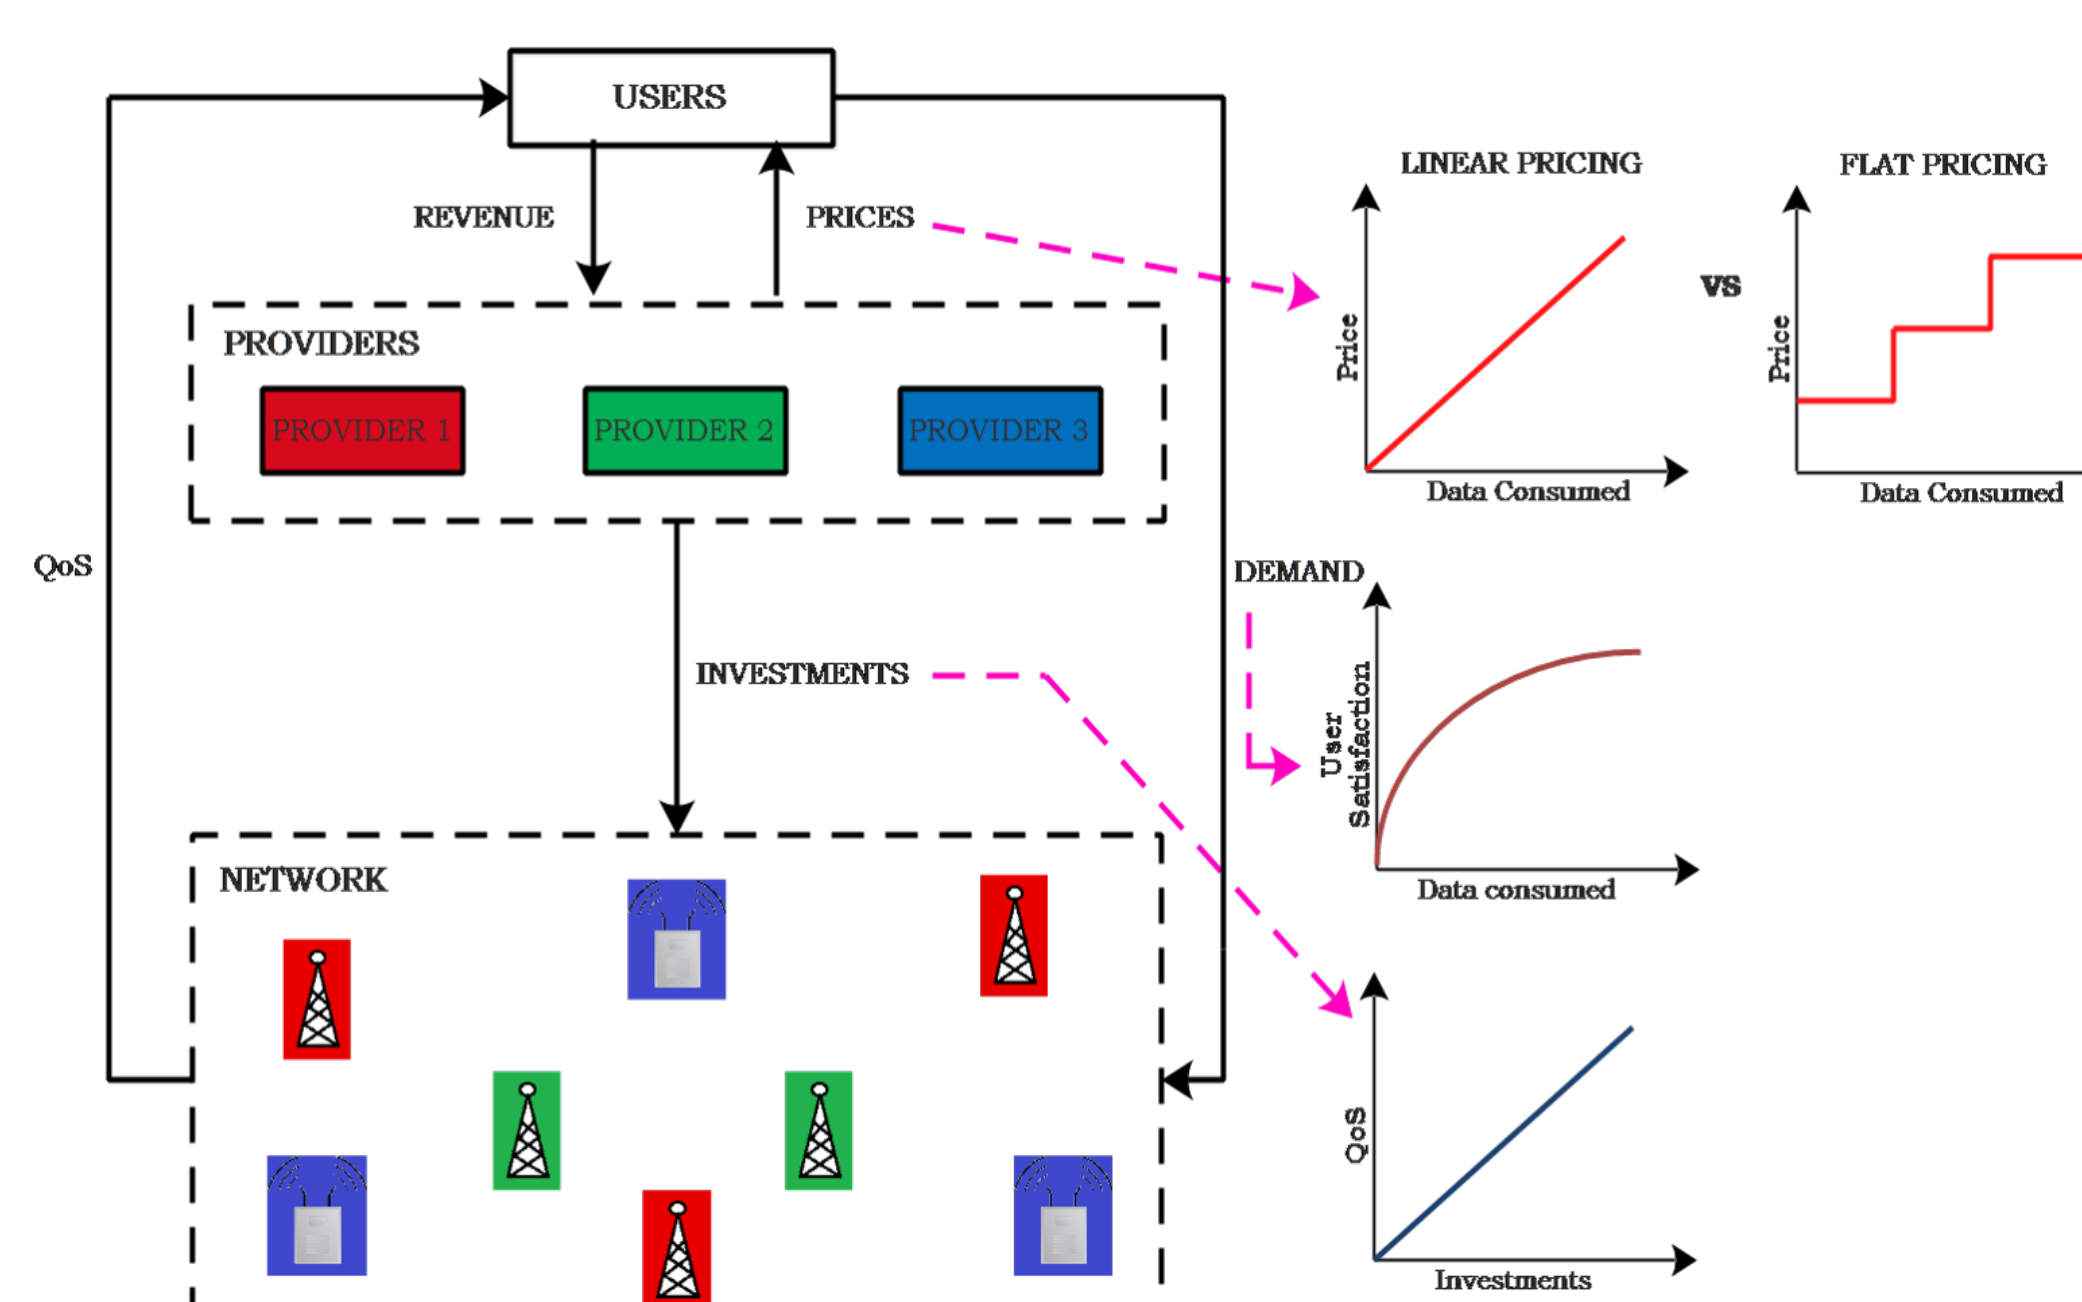 USERS
REVENUE
PRICES
PROVIDERS
PROVIDER 1
PROVIDER 2
PROVIDER 3
QoS
INVESTMENTS
NETWORK
LINEAR PRICING
Price
Data Consumed
VS
FLAT PRICING
Price
Data Consumed
DEMAND
User
Satisfaction
Data consumed
QoS
Investments